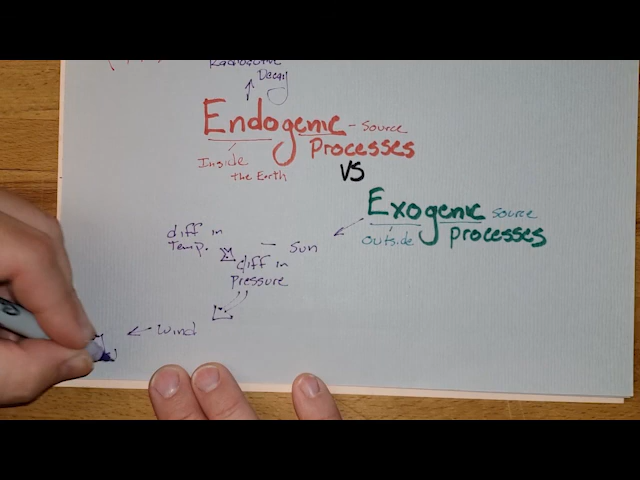 Radioactive
Decay
Endogenic - source
Processes
Inside
the Earth
VS
Exogenic source
outside processes
diff in
Temp.
- Sun
diff in
pressure
wind